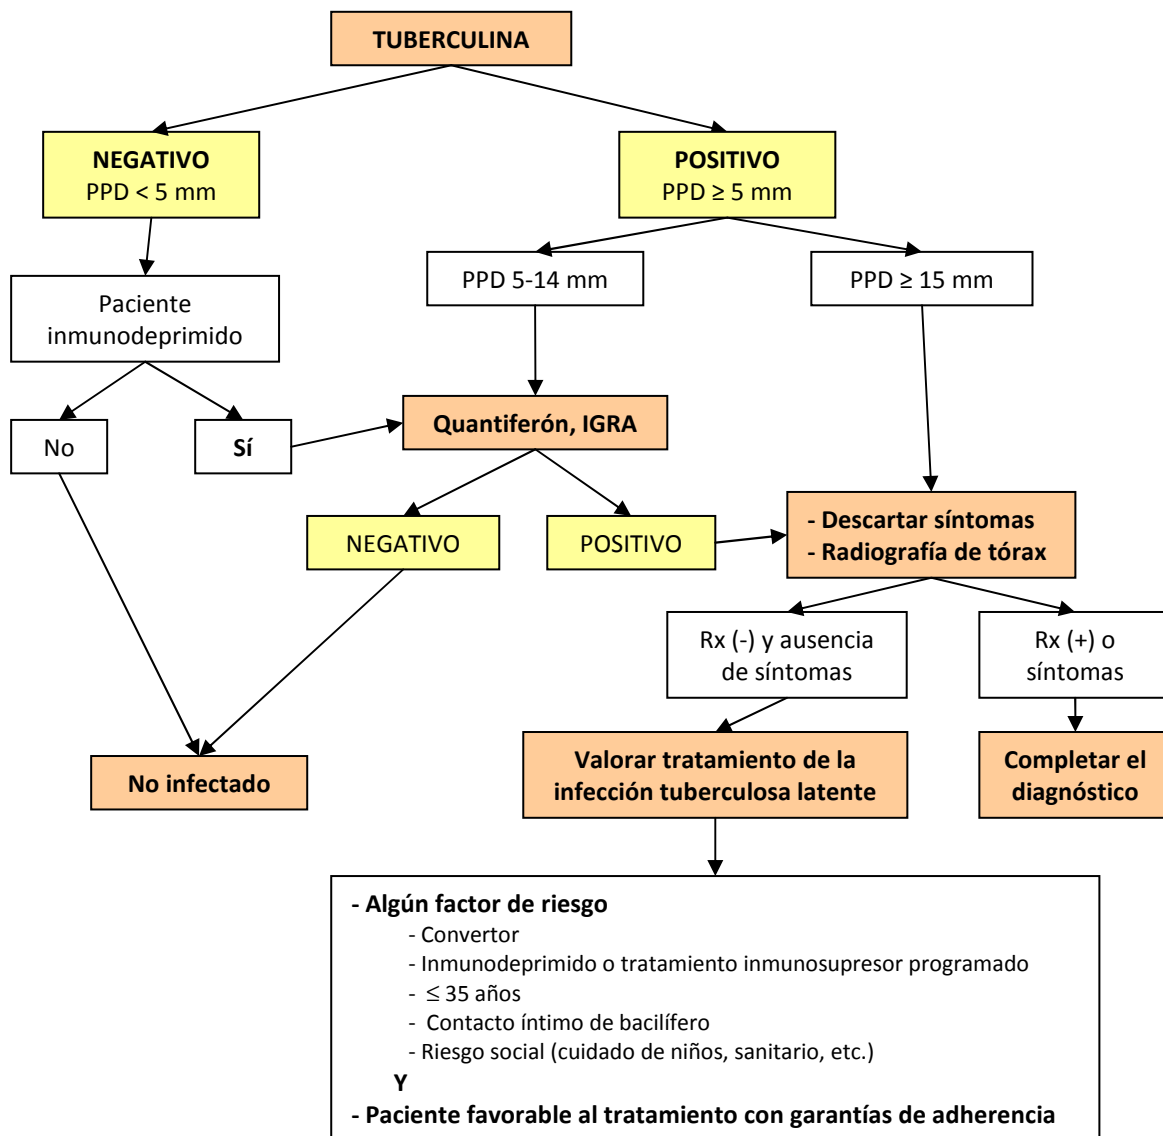 TUBERCULINA
NEGATIVO
PPD < 5 mm
POSITIVO
PPD ≥ 5 mm
Paciente
inmunodeprimido
PPD 5-14 mm
PPD ≥ 15 mm
No
Sí
Quantiferón, IGRA
NEGATIVO
POSITIVO
- Descartar síntomas
- Radiografía de tórax
Rx (-) y ausencia
de síntomas
Rx (+) o
síntomas
No infectado
Valorar tratamiento de la
infección tuberculosa latente
Completar el
diagnóstico
- Algún factor de riesgo
- Convertor
- Inmunodeprimido o tratamiento inmunosupresor programado
- ≤ 35 años
- Contacto íntimo de bacilífero
- Riesgo social (cuidado de niños, sanitario, etc.)
Y
- Paciente favorable al tratamiento con garantías de adherencia